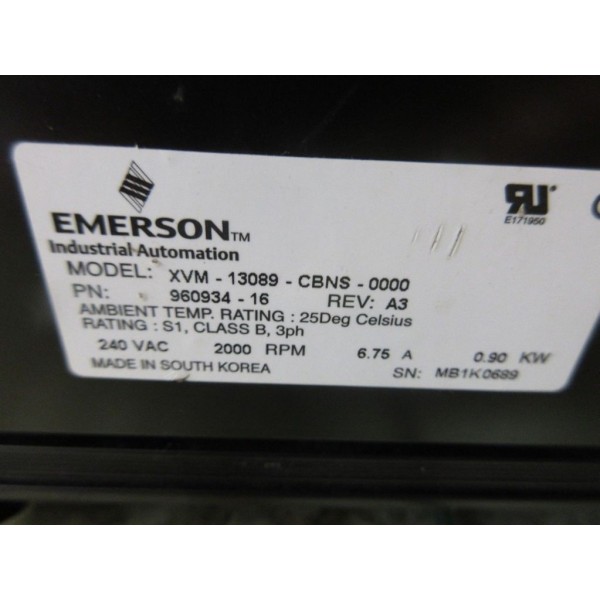 EMERSON™
Industrial Automation
RU
E171950
MODEL: XVM - 13089 - CBNS - 0000
PN: 960934 - 16 REV: A3
AMBIENT TEMP. RATING : 25Deg Celsius
RATING : S1, CLASS B, 3ph
240 VAC 2000 RPM 6.75 A 0.90 KW
MADE IN SOUTH KOREA SN: MB1K0689